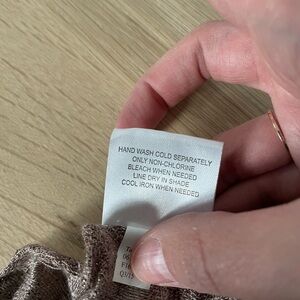 HAND WASH COLD SEPARATELY
ONLY NON-CHLORINE
BLEACH WHEN NEEDED
LINE DRY IN SHADE
COOL IRON WHEN NEEDED